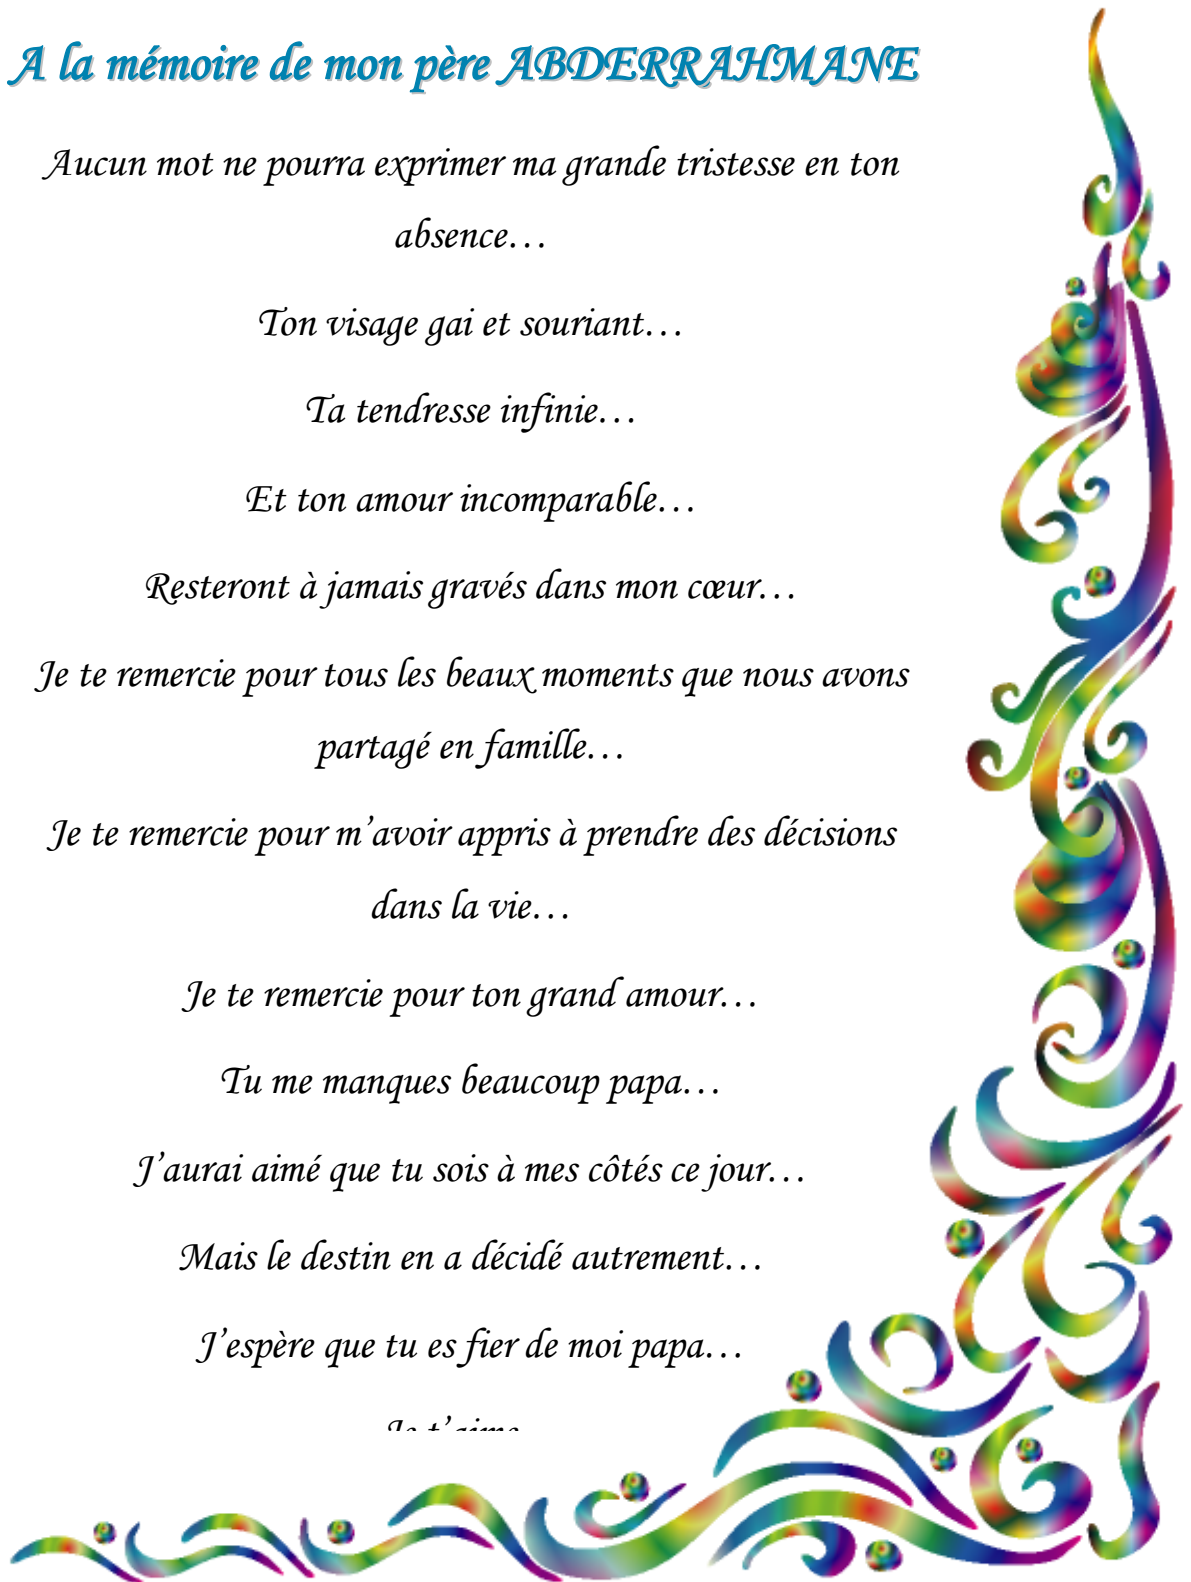 A la mémoire de mon père ABDERRAHMANE
Aucun mot ne pourra exprimer ma grande tristesse en ton
absence…
Ton visage gai et souriant…
Ta tendresse infinie…
Et ton amour incomparable…
Resteront à jamais gravés dans mon cœur…
Je te remercie pour tous les beaux moments que nous avons
partagé en famille…
Je te remercie pour m’avoir appris à prendre des décisions
dans la vie…
Je te remercie pour ton grand amour…
Tu me manques beaucoup papa…
J’aurai aimé que tu sois à mes côtés ce jour…
Mais le destin en a décidé autrement…
J’espère que tu es fier de moi papa…
Je t’aime